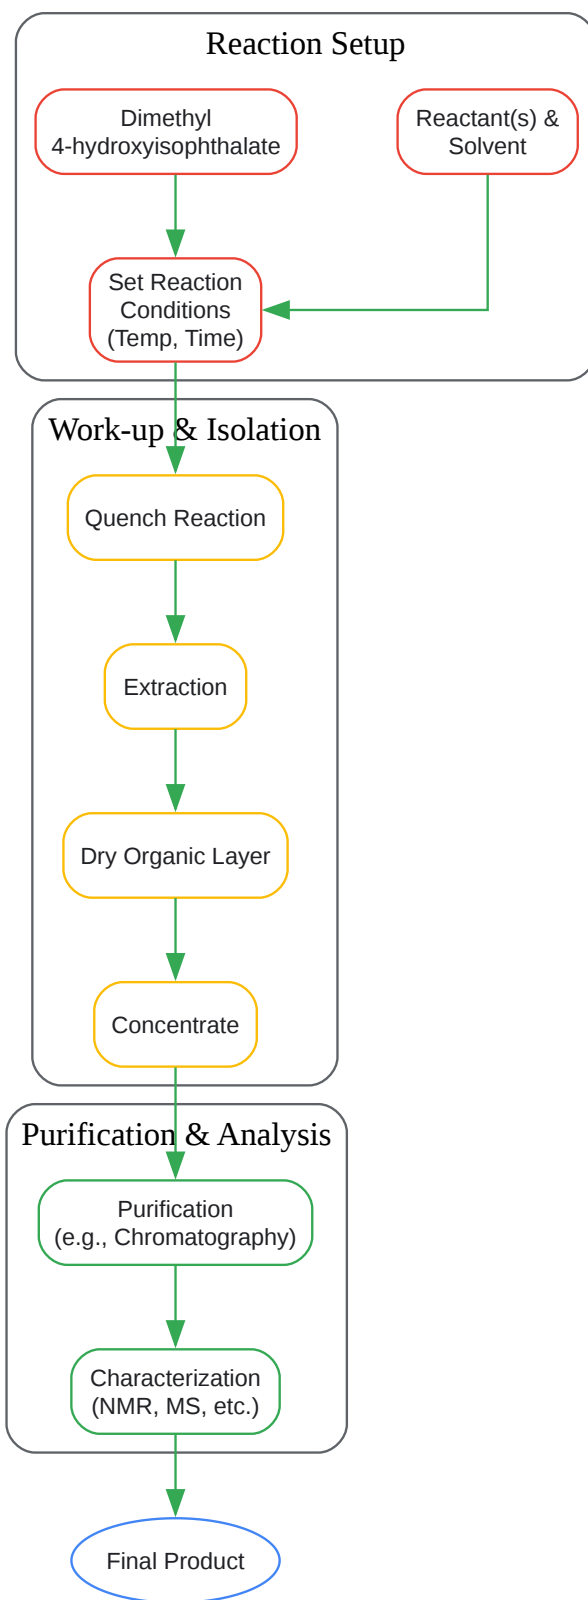 Reaction Setup
Dimethyl
4-hydroxyisophthalate
Reactant(s) &
Solvent
Set Reaction
Conditions
(Temp, Time)
Work-up & Isolation
Quench Reaction
Extraction
Dry Organic Layer
Concentrate
Purification & Analysis
Purification
(e.g., Chromatography)
Characterization
(NMR, MS, etc.)
Final Product